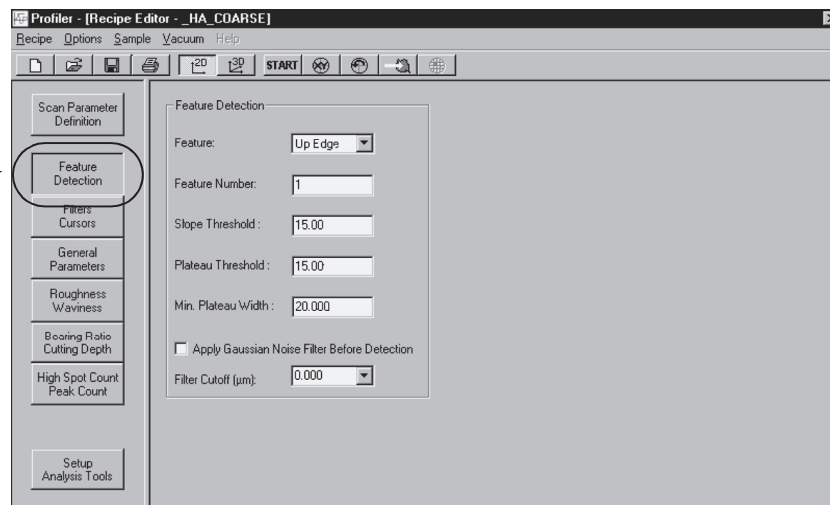 Profiler - [Recipe Editor - _HA_COARSE]
Recipe Options Sample Vacuum Help
2D 3D START XY
Scan Parameter
Definition
Feature
Detection
Filters
Cursors
General
Parameters
Roughness
Waviness
Bearing Ratio
Cutting Depth
High Spot Count
Peak Count
Setup
Analysis Tools
Feature Detection
Feature: Up Edge
Feature Number: 1
Slope Threshold : 15.00
Plateau Threshold : 15.00
Min. Plateau Width : 20.000
Apply Gaussian Noise Filter Before Detection
Filter Cutoff (µm): 0.000